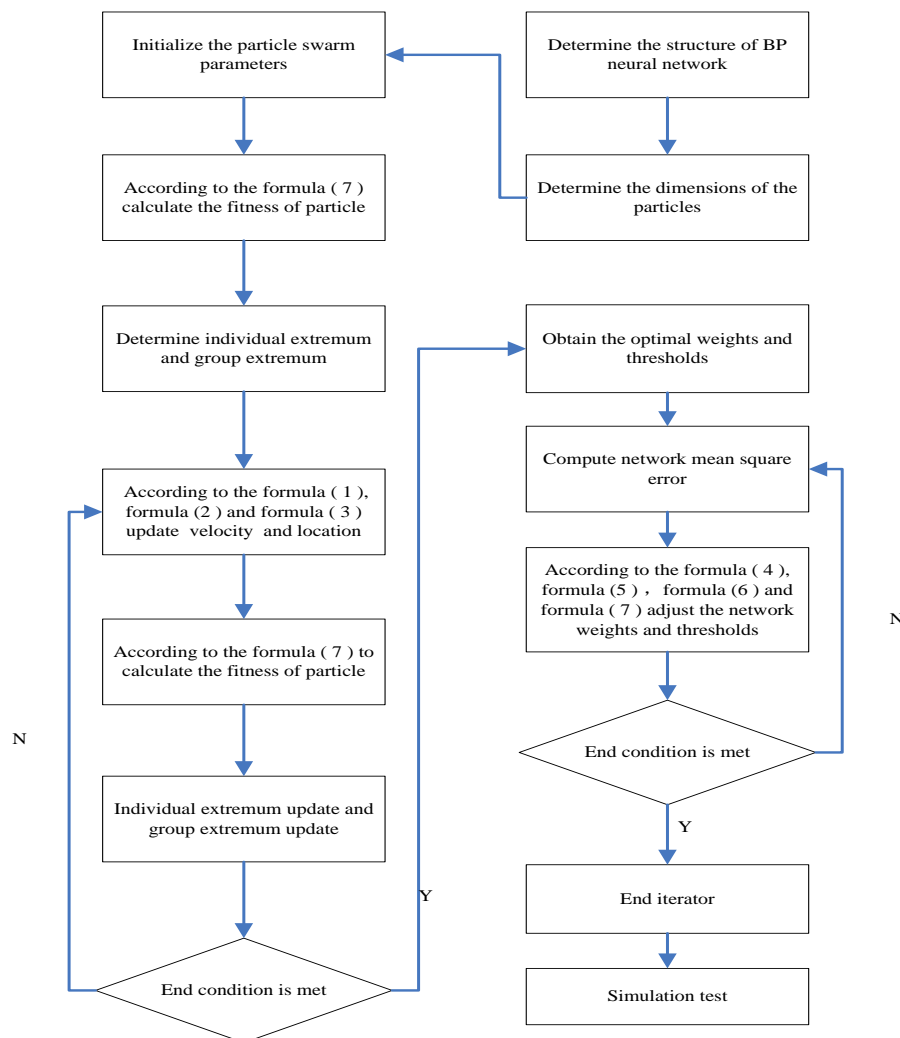 Initialize the particle swarm
parameters
Determine the structure of BP
neural network
According to the formula ( 7 )
calculate the fitness of particle
Determine the dimensions of the
particles
Determine individual extremum
and group extremum
Obtain the optimal weights and
thresholds
According to the formula ( 1 ),
formula (2 ) and formula ( 3 )
update velocity and location
Compute network mean square
error
According to the formula ( 4 ),
formula (5 ) , formula (6 ) and
formula ( 7 ) adjust the network
weights and thresholds
N
According to the formula ( 7 ) to
calculate the fitness of particle
N
End condition is met
Individual extremum update and
group extremum update
Y
Y
End iterator
End condition is met
Simulation test